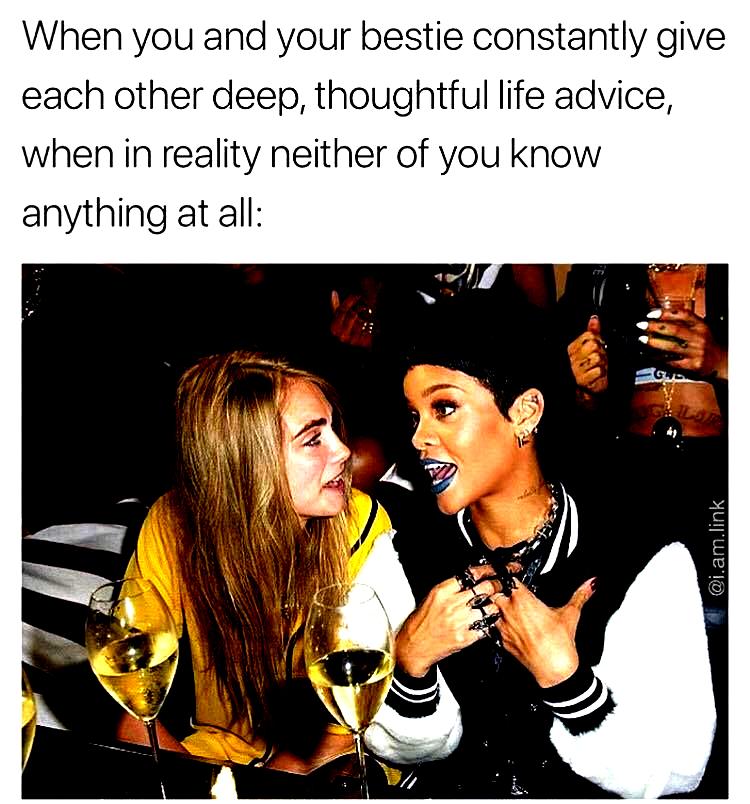 When you and your bestie constantly give
each other deep, thoughtful life advice,
when in reality neither of you know
anything at all:
@i.am.link